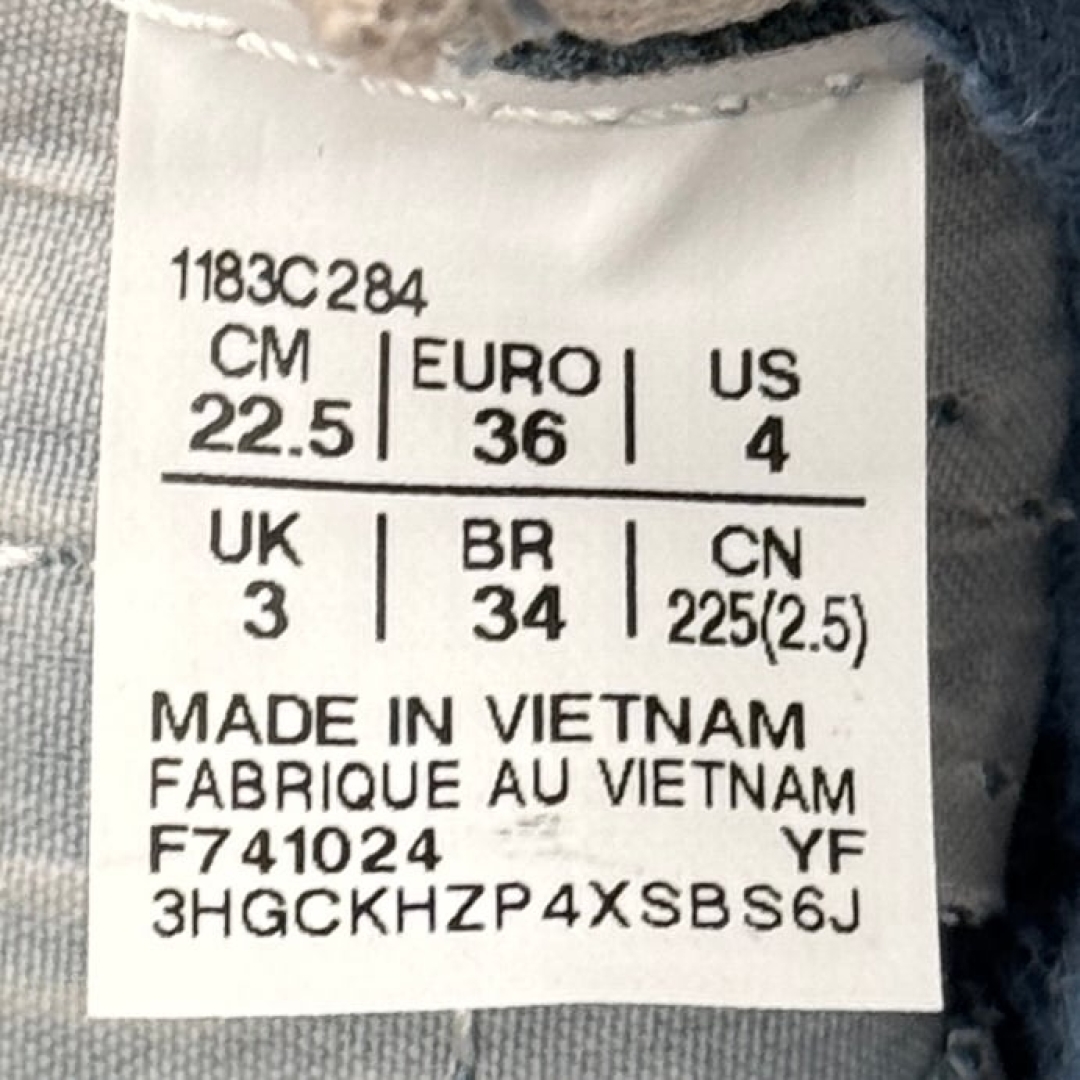 1183C284
CM | EURO | US
22.5 | 36 | 4
UK | BR | CN
3 | 34 | 225(2.5)
MADE IN VIETNAM
FABRIQUE AU VIETNAM
F741024 YF
3HGCKHZP4XSBS6J